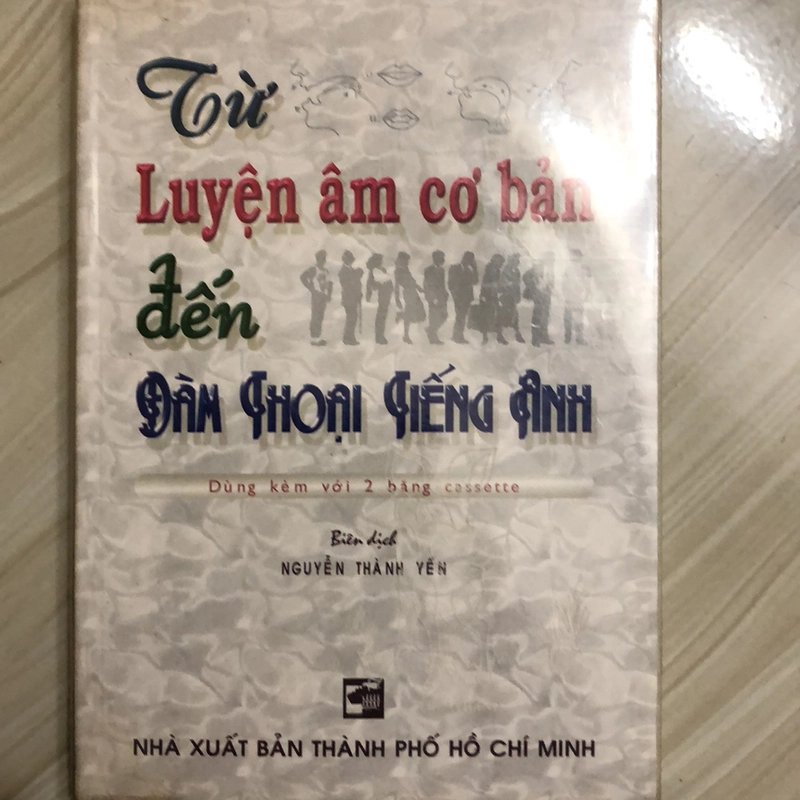 Từ
Luyện âm cơ bản
đến
ĐÀM THOẠI TIẾNG ANH
Dùng kèm với 2 băng cassette
Biên dịch
NGUYỄN THÀNH YẾN
NHÀ XUẤT BẢN THÀNH PHỐ HỒ CHÍ MINH